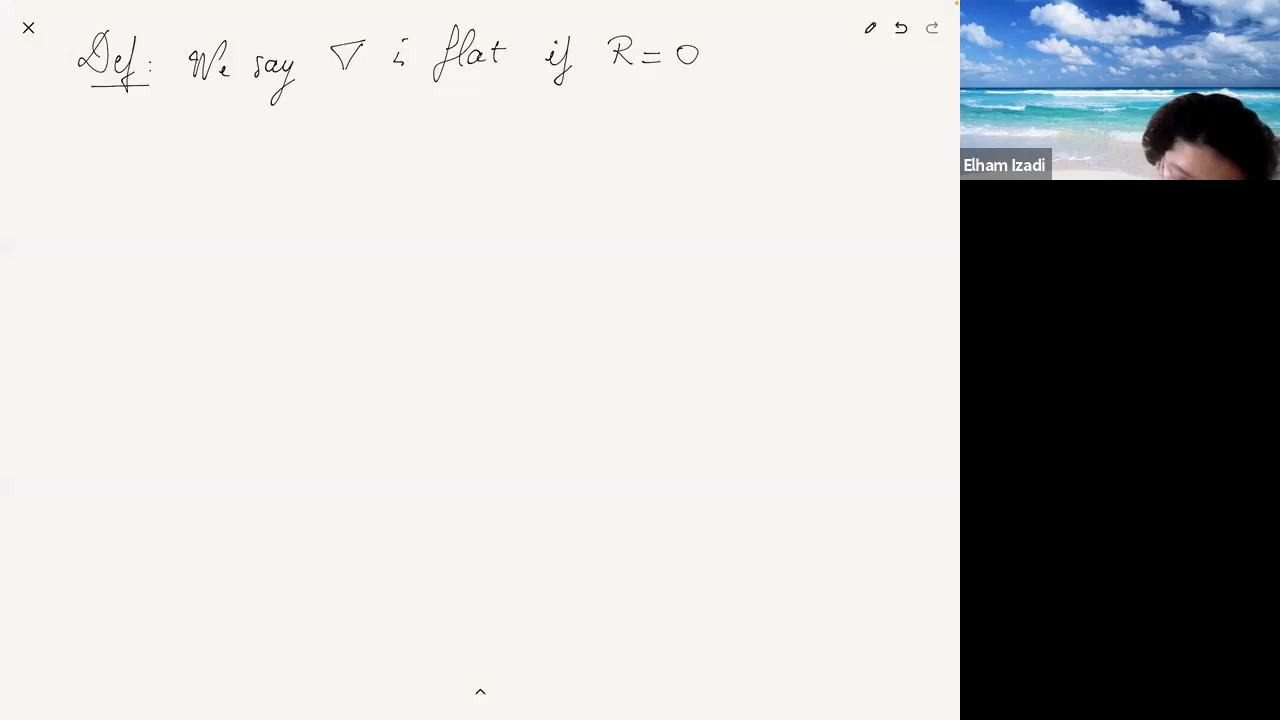 Def: We say ∇ is flat if R = 0
Elham Izadi